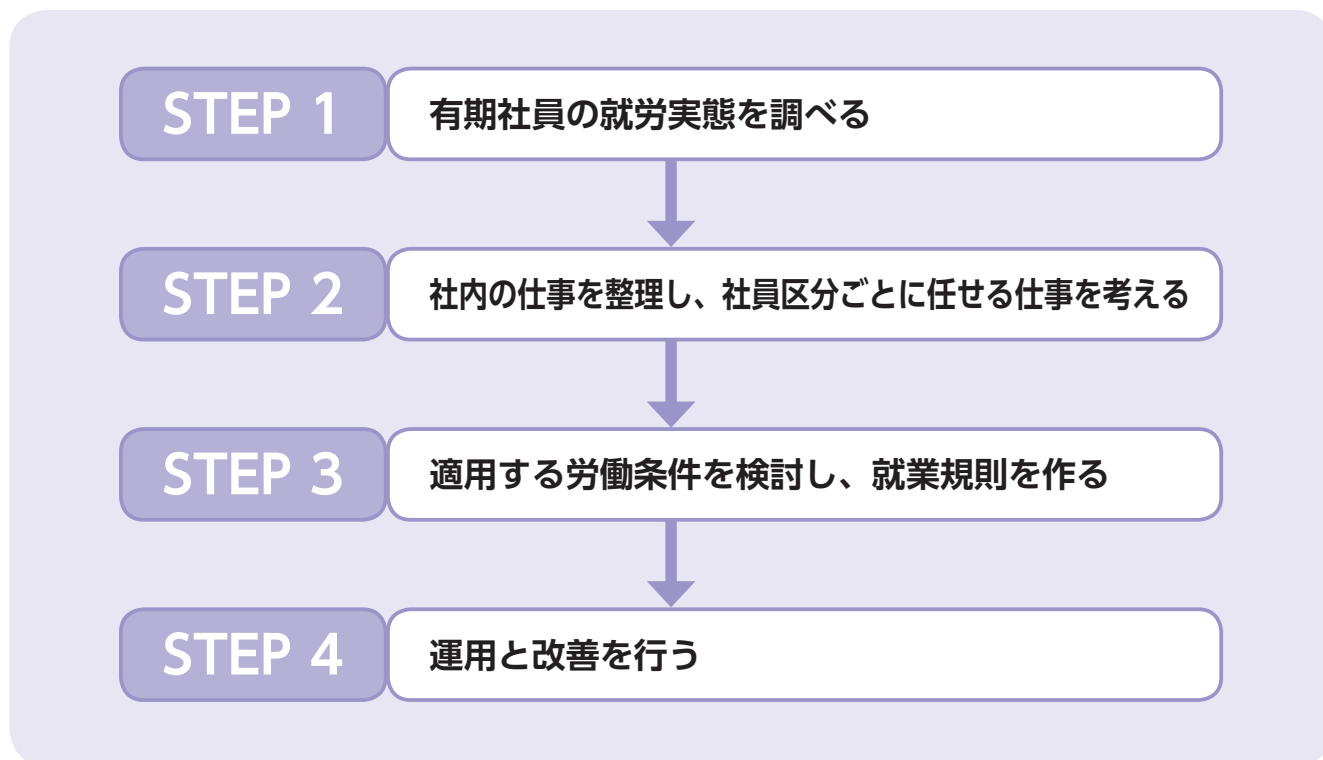 STEP 1
有期社員の就労実態を調べる
STEP 2
社内の仕事を整理し、社員区分ごとに任せる仕事を考える
STEP 3
適用する労働条件を検討し、就業規則を作る
STEP 4
運用と改善を行う